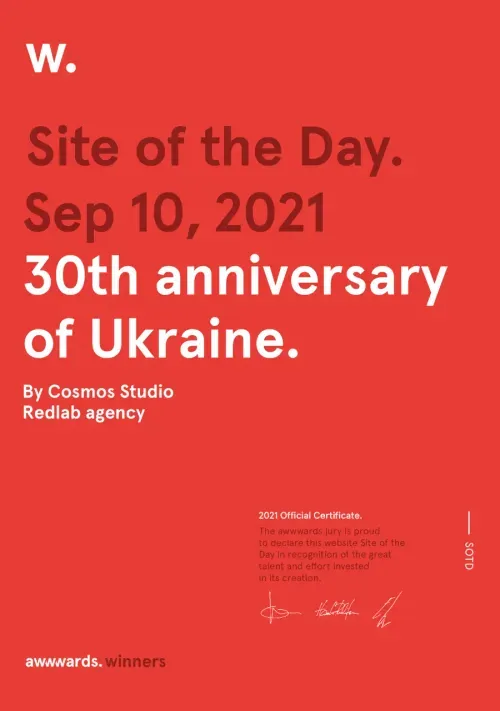 w.
Site of the Day.
Sep 10, 2021
30th anniversary
of Ukraine.
By Cosmos Studio
Redlab agency
2021 Official Certificate.
The awwwards jury is proud
to declare this website Site of the
Day in recognition of the great
talent and effort invested
in its creation.
SOTD
awwwards.winners